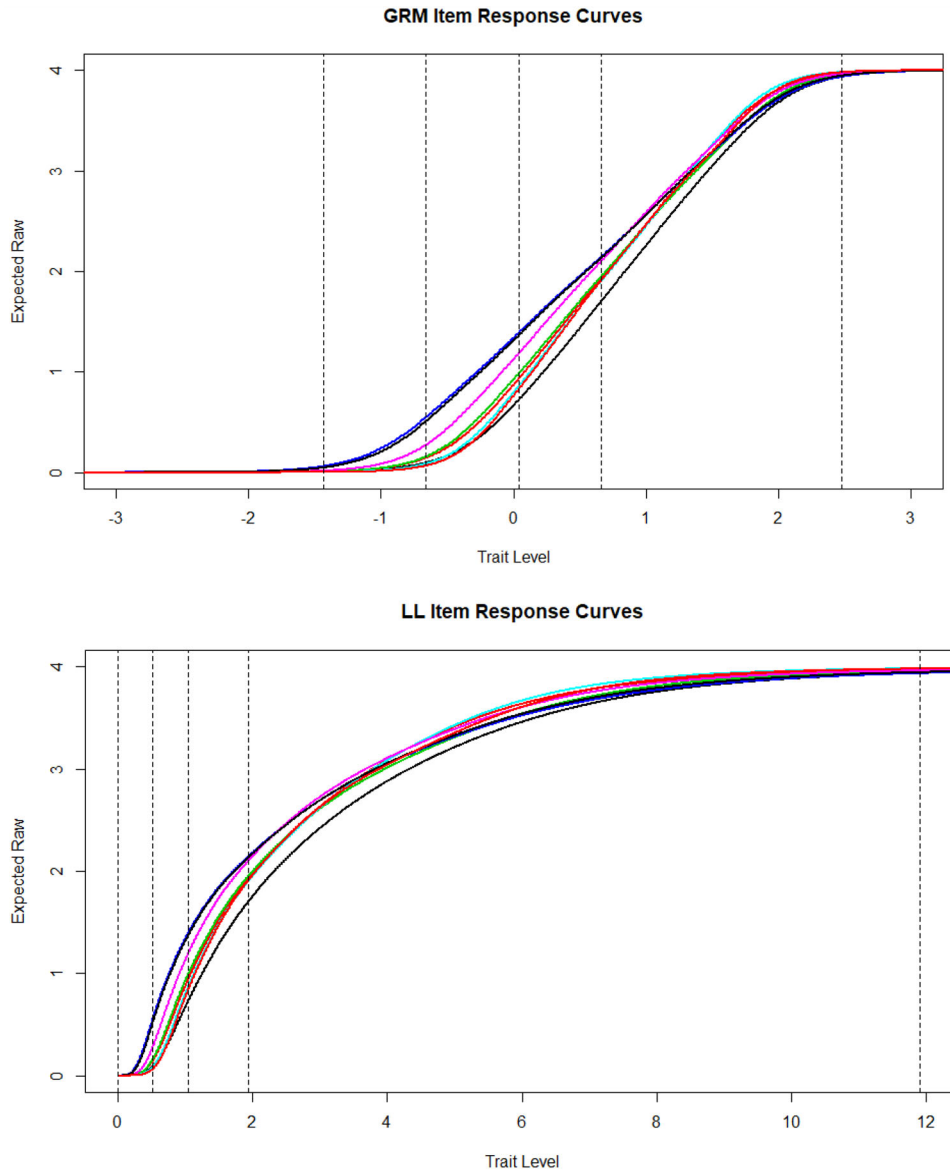 GRM Item Response Curves
4
3
2
1
0
Expected Raw
-3 -2 -1 0 1 2 3
Trait Level
LL Item Response Curves
4
3
2
1
0
Expected Raw
0 2 4 6 8 10 12
Trait Level